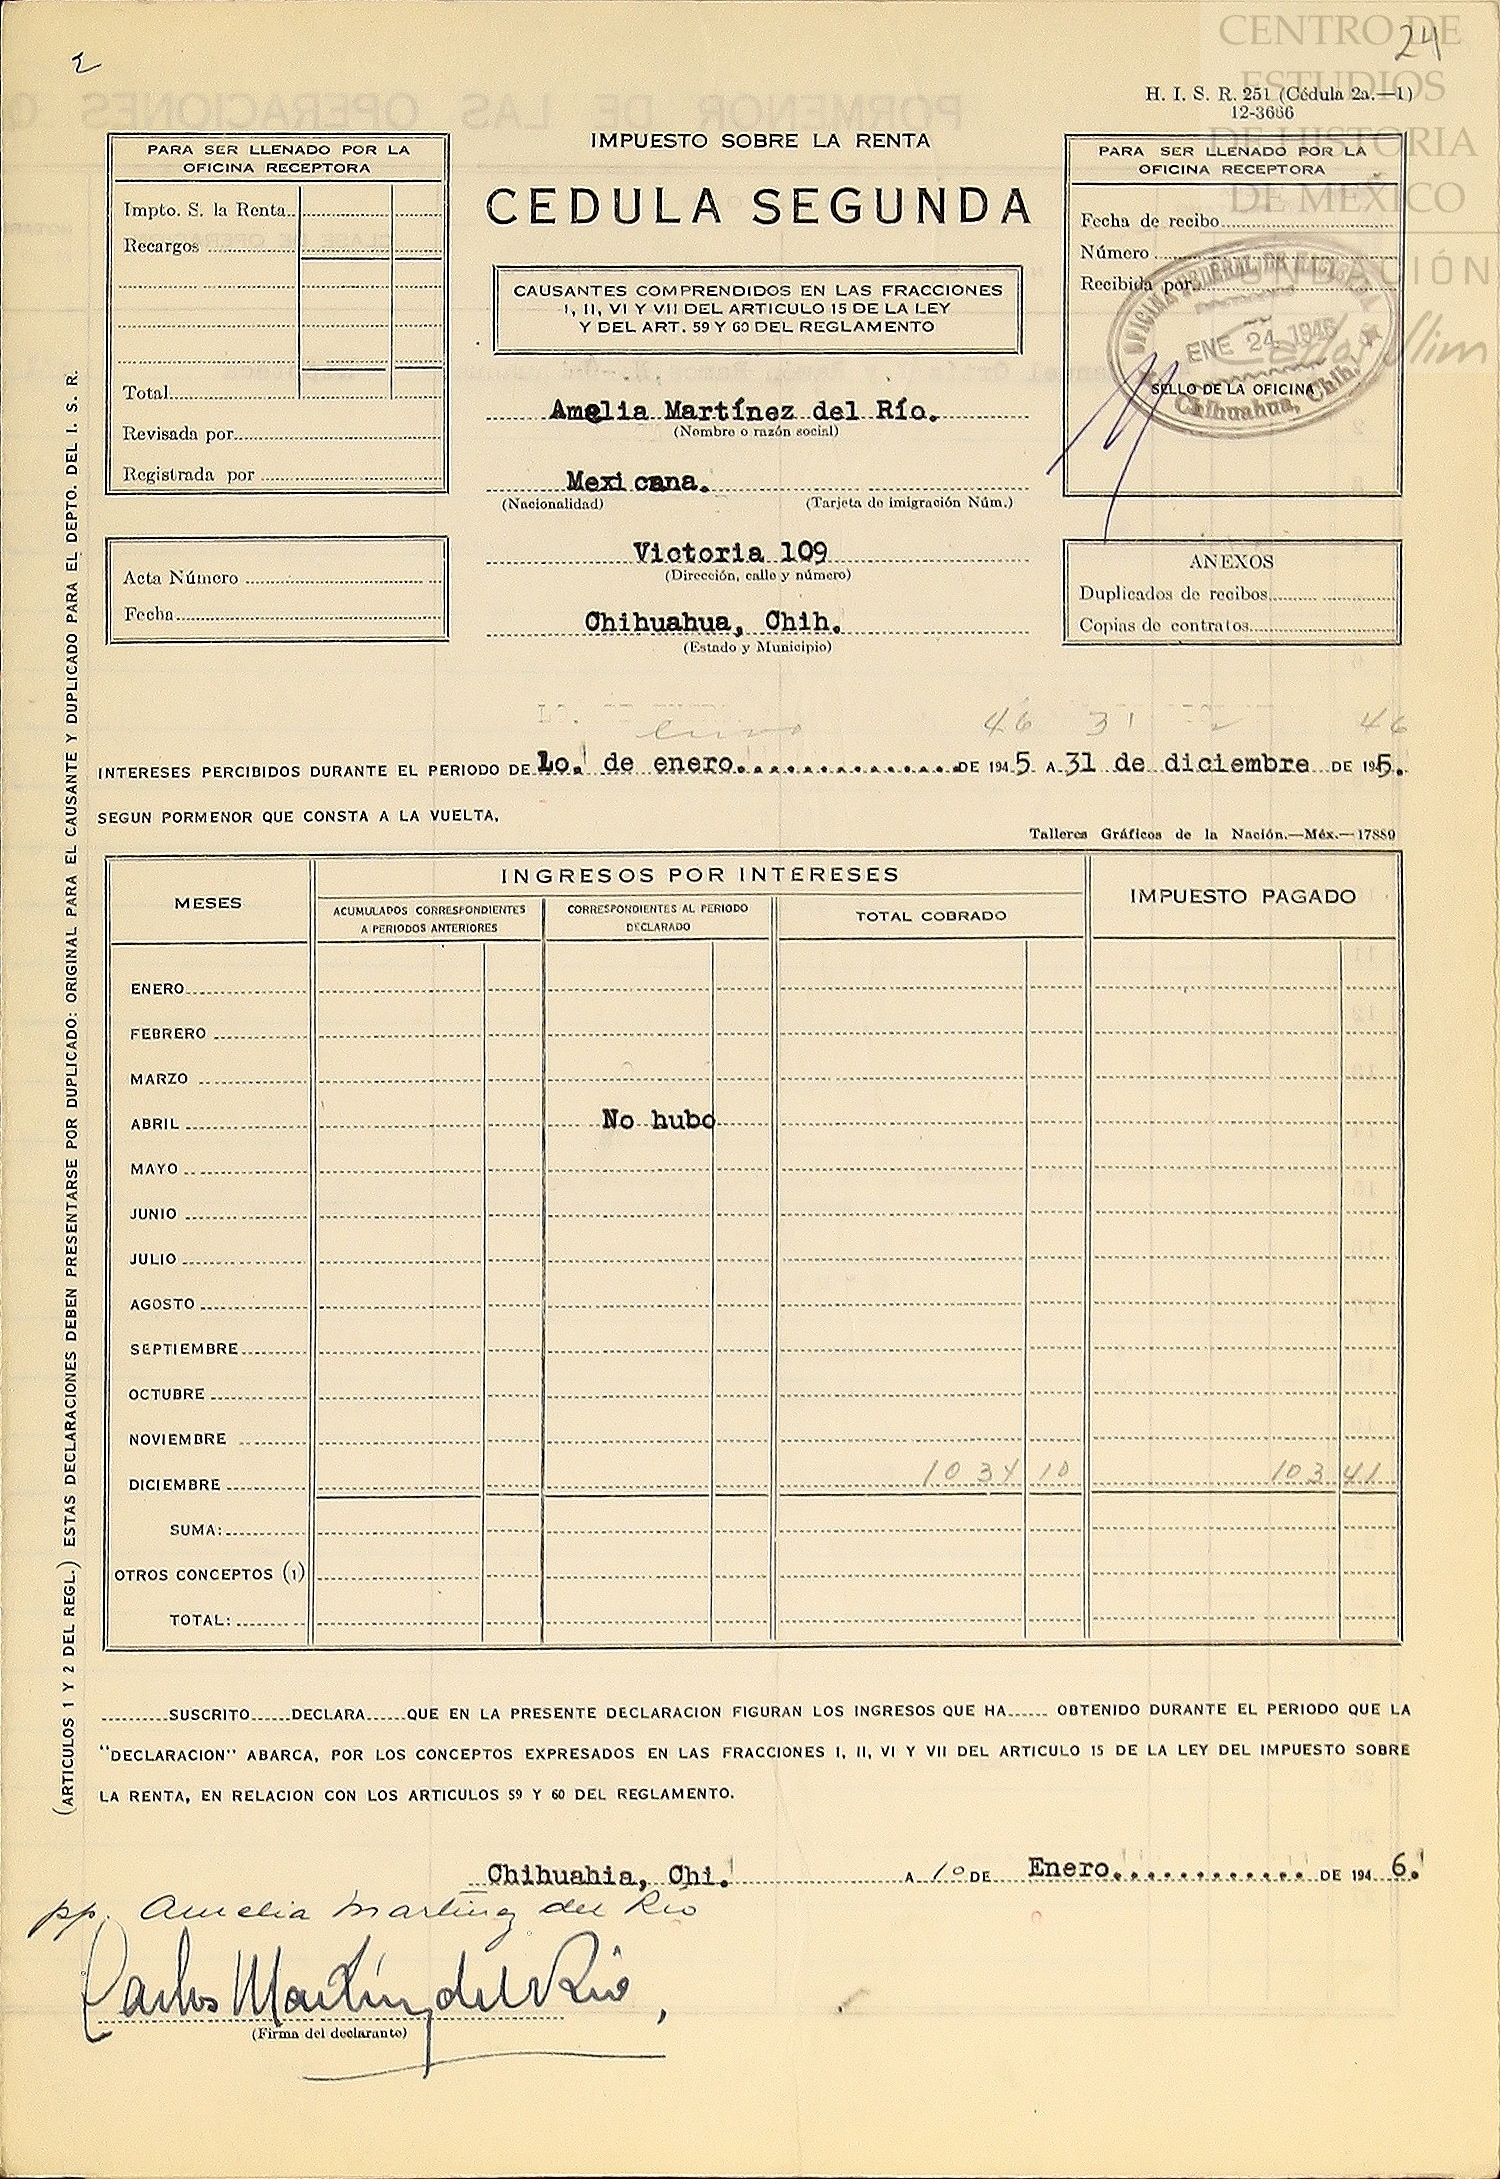 24
CENTRO DE
ESTUDIOS
DE HISTORIA
DE MÉXICO
FUNDACIÓN
Carlos Slim
H. I. S. R. 251 (Cédula 2a.—1)
12-3666
PARA SER LLENADO POR LA
OFICINA RECEPTORA
Impto. S. la Renta
Recargos
Total
Revisada por
Registrada por
Acta Número
Fecha
IMPUESTO SOBRE LA RENTA
CEDULA SEGUNDA
CAUSANTES COMPRENDIDOS EN LAS FRACCIONES
I, II, VI Y VII DEL ARTICULO 15 DE LA LEY
Y DEL ART. 59 Y 60 DEL REGLAMENTO
Amelia Martínez del Río.
(Nombre o razón social)
Mexicana.
(Nacionalidad) (Tarjeta de imigración Núm.)
Victoria 109
(Dirección, calle y número)
Chihuahua, Chih.
(Estado y Municipio)
PARA SER LLENADO POR LA
OFICINA RECEPTORA
Fecha de recibo
Número
Recibida por
OFICINA FEDERAL DE HACIENDA
ENE 24 1946
SELLO DE LA OFICINA
Chihuahua, Chih.
ANEXOS
Duplicados de recibos
Copias de contratos
enero 46 31 46
INTERESES PERCIBIDOS DURANTE EL PERIODO DE 1o. de enero DE 1945 A 31 de diciembre DE 195.
SEGUN PORMENOR QUE CONSTA A LA VUELTA.
Talleres Gráficos de la Nación.—Méx.—17889
MESES
INGRESOS POR INTERESES
IMPUESTO PAGADO
ACUMULADOS CORRESPONDIENTES
A PERIODOS ANTERIORES
CORRESPONDIENTES AL PERIODO
DECLARADO
TOTAL COBRADO
ENERO
FEBRERO
MARZO
ABRIL No hubo
MAYO
JUNIO
JULIO
AGOSTO
SEPTIEMBRE
OCTUBRE
NOVIEMBRE
DICIEMBRE 1034 10 103 41
SUMA:
OTROS CONCEPTOS (1)
TOTAL:
SUSCRITO DECLARA QUE EN LA PRESENTE DECLARACION FIGURAN LOS INGRESOS QUE HA OBTENIDO DURANTE EL PERIODO QUE LA
"DECLARACION" ABARCA, POR LOS CONCEPTOS EXPRESADOS EN LAS FRACCIONES I, II, VI Y VII DEL ARTICULO 15 DE LA LEY DEL IMPUESTO SOBRE
LA RENTA, EN RELACION CON LOS ARTICULOS 59 Y 60 DEL REGLAMENTO.
Chihuahia, Chi. A 1o DE Enero DE 1946.
pp. Amelia Martínez del Río
Carlos Martínez del Río,
(Firma del declarante)
(ARTICULOS 1 Y 2 DEL REGL.) ESTAS DECLARACIONES DEBEN PRESENTARSE POR DUPLICADO: ORIGINAL PARA EL CAUSANTE Y DUPLICADO PARA EL DEPTO. DEL I. S. R.